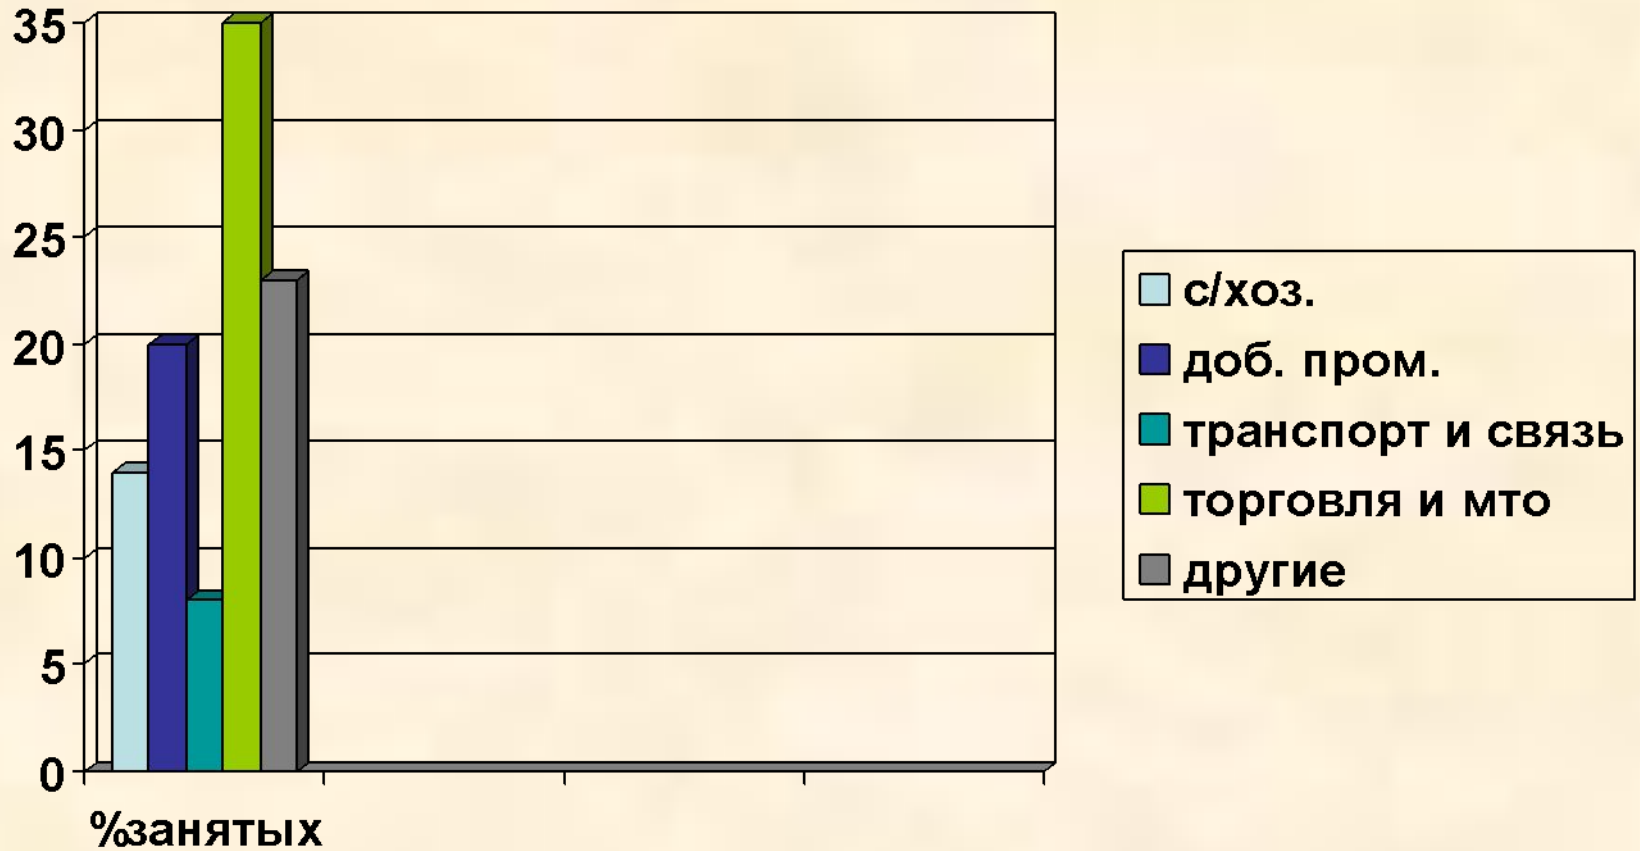 35
30
25
20
15
10
5
0
%занятых
с/хоз.
доб. пром.
транспорт и связь
торговля и мто
другие